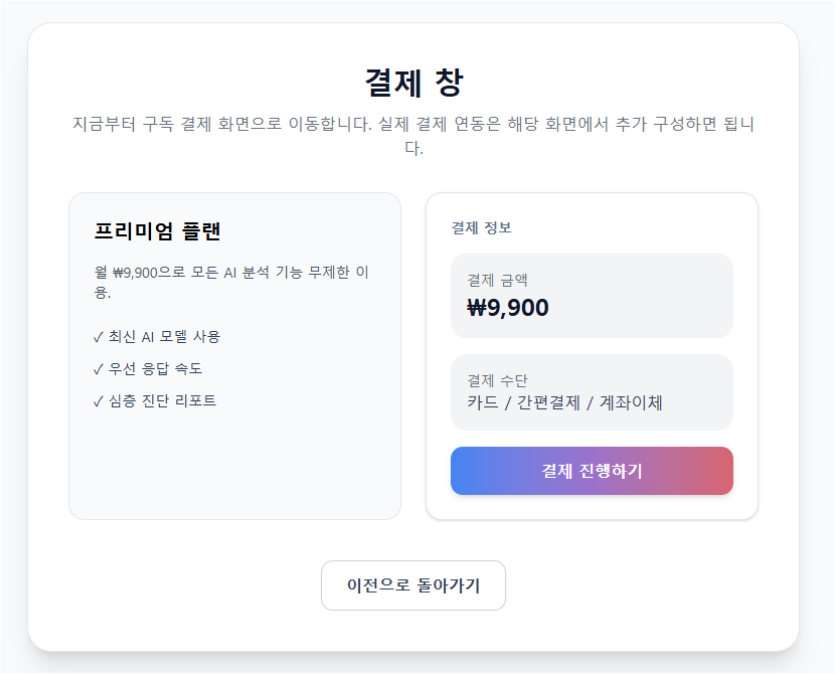 결제 창
지금부터 구독 결제 화면으로 이동합니다. 실제 결제 연동은 해당 화면에서 추가 구성하면 됩니
다.
프리미엄 플랜
월 ₩9,900으로 모든 AI 분석 기능 무제한 이
용.
✓ 최신 AI 모델 사용
✓ 우선 응답 속도
✓ 심층 진단 리포트
결제 정보
결제 금액
₩9,900
결제 수단
카드 / 간편결제 / 계좌이체
결제 진행하기
이전으로 돌아가기